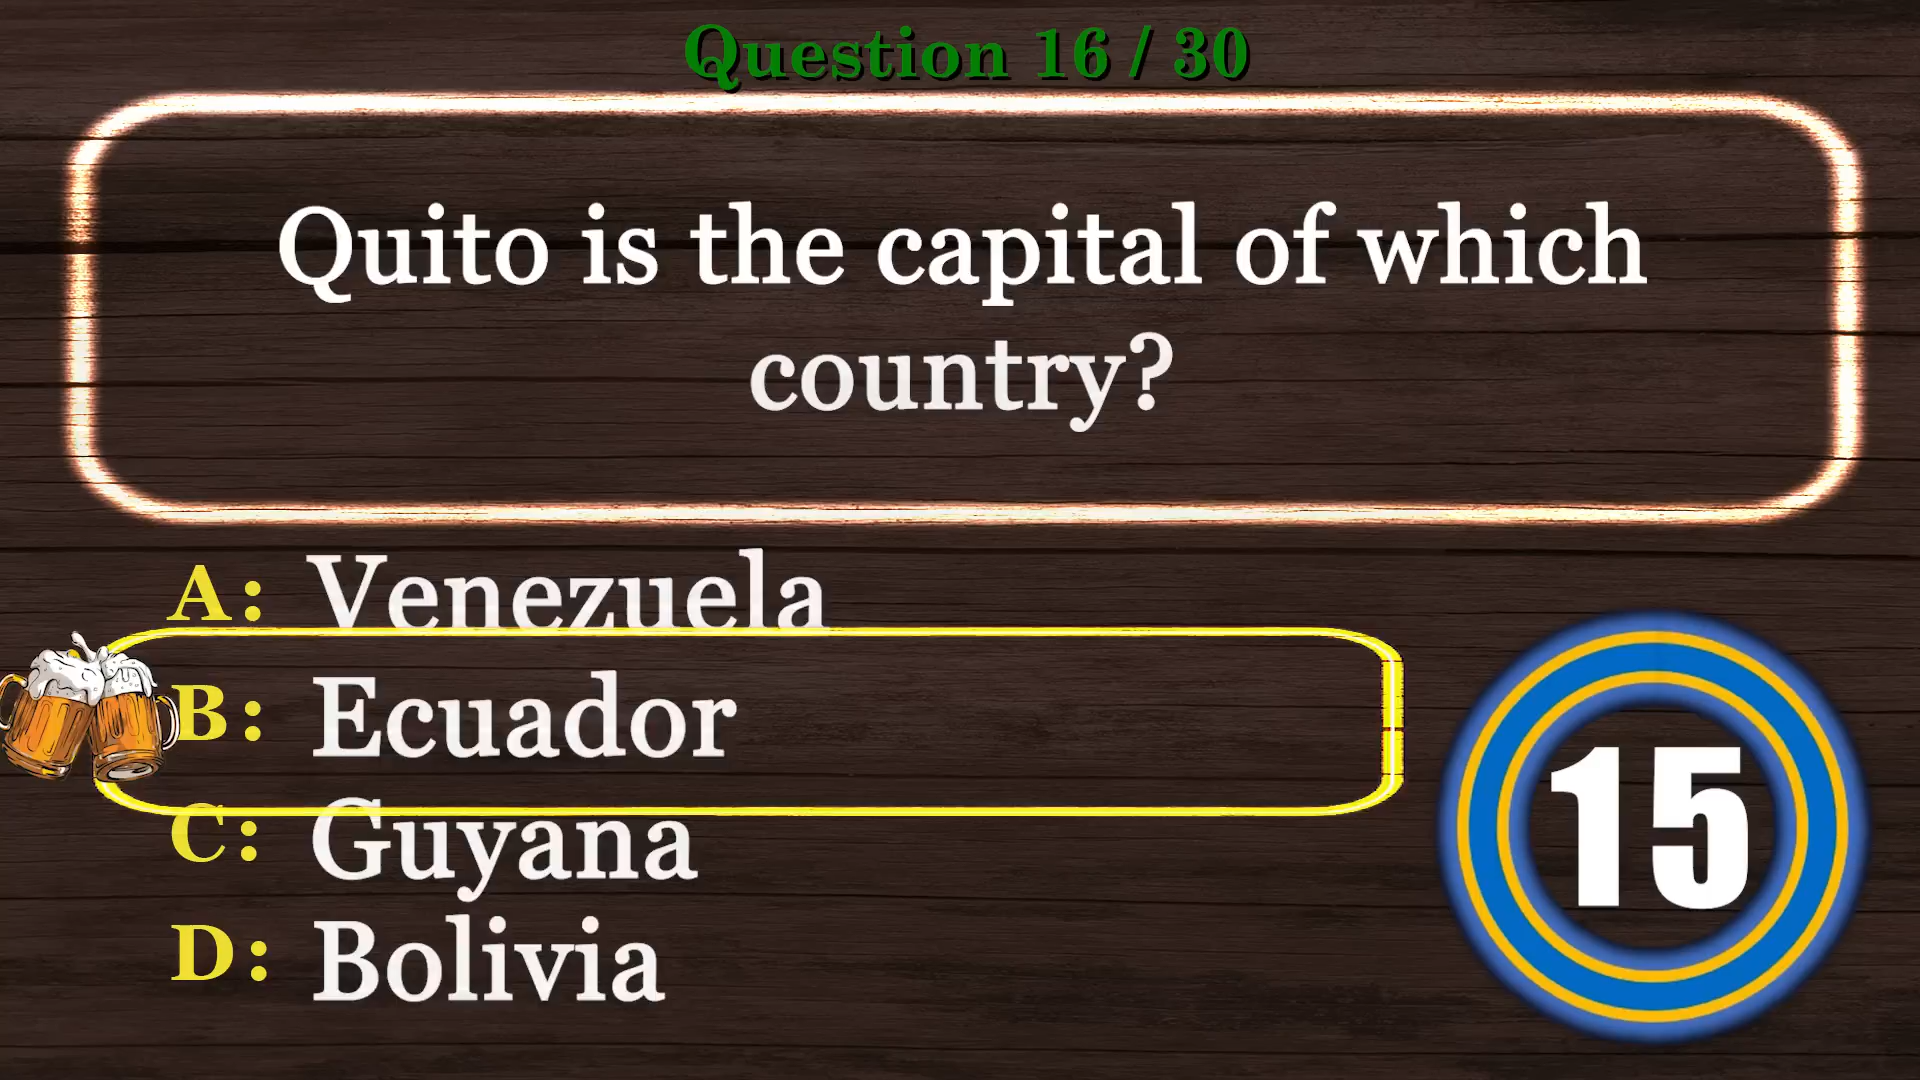 Question 16 / 30
Quito is the capital of which
country?
A: Venezuela
B: Ecuador
C: Guyana
D: Bolivia
15